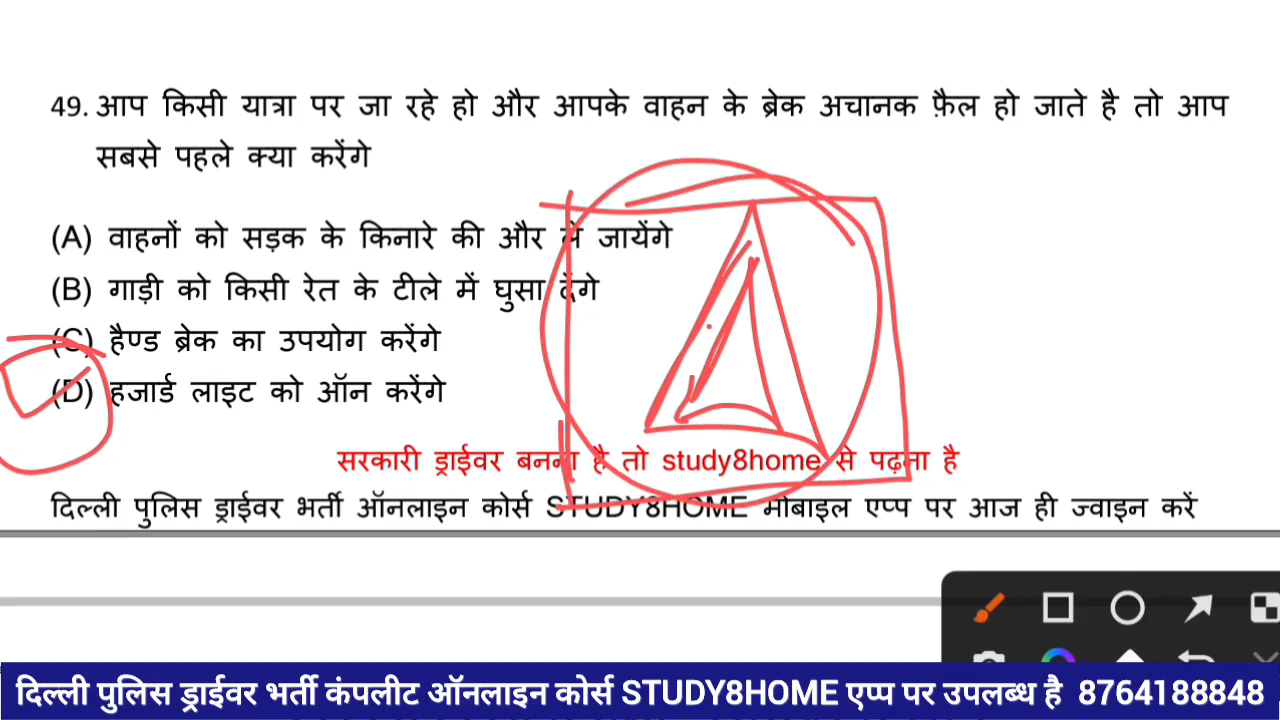 49. आप किसी यात्रा पर जा रहे हो और आपके वाहन के ब्रेक अचानक फ़ैल हो जाते है तो आप
सबसे पहले क्या करेंगे
(A) वाहनों को सड़क के किनारे की और ले जायेंगे
(B) गाड़ी को किसी रेत के टीले में घुसा देंगे
(C) हैण्ड ब्रेक का उपयोग करेंगे
(D) हजार्ड लाइट को ऑन करेंगे
सरकारी ड्राईवर बनना है तो study8home से पढ़ना है
दिल्ली पुलिस ड्राईवर भर्ती ऑनलाइन कोर्स STUDY8HOME मोबाइल एप्प पर आज ही ज्वाइन करें
दिल्ली पुलिस ड्राईवर भर्ती कंपलीट ऑनलाइन कोर्स STUDY8HOME एप्प पर उपलब्ध है 8764188848